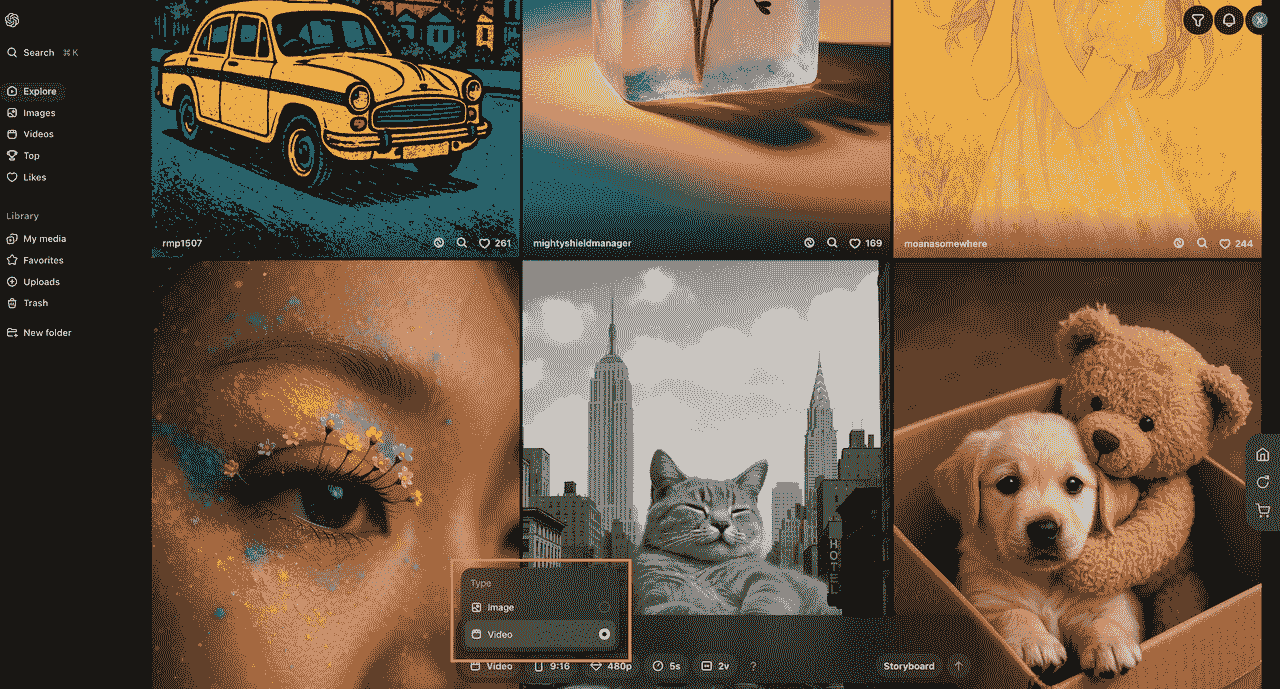 Search ⌘ K
Explore
Images
Videos
Top
Likes
Library
My media
Favorites
Uploads
Trash
New folder
X
rmp1507
261
mightyshieldmanager
169
moanasomewhere
244
HOTEL
Type
Image
Video
Video 9:16 480p 5s 2v ?
Storyboard